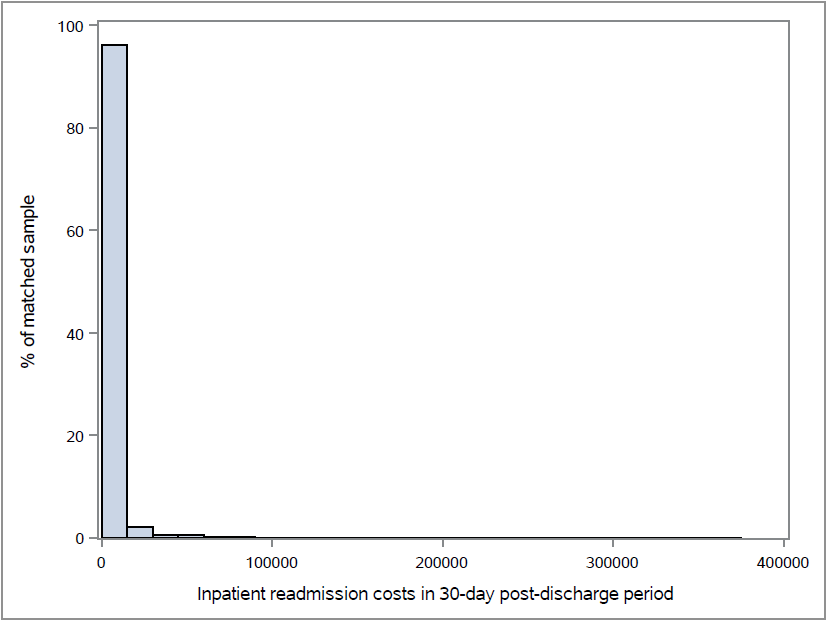 100
80
60
40
20
0
% of matched sample
0 100000 200000 300000 400000
Inpatient readmission costs in 30-day post-discharge period